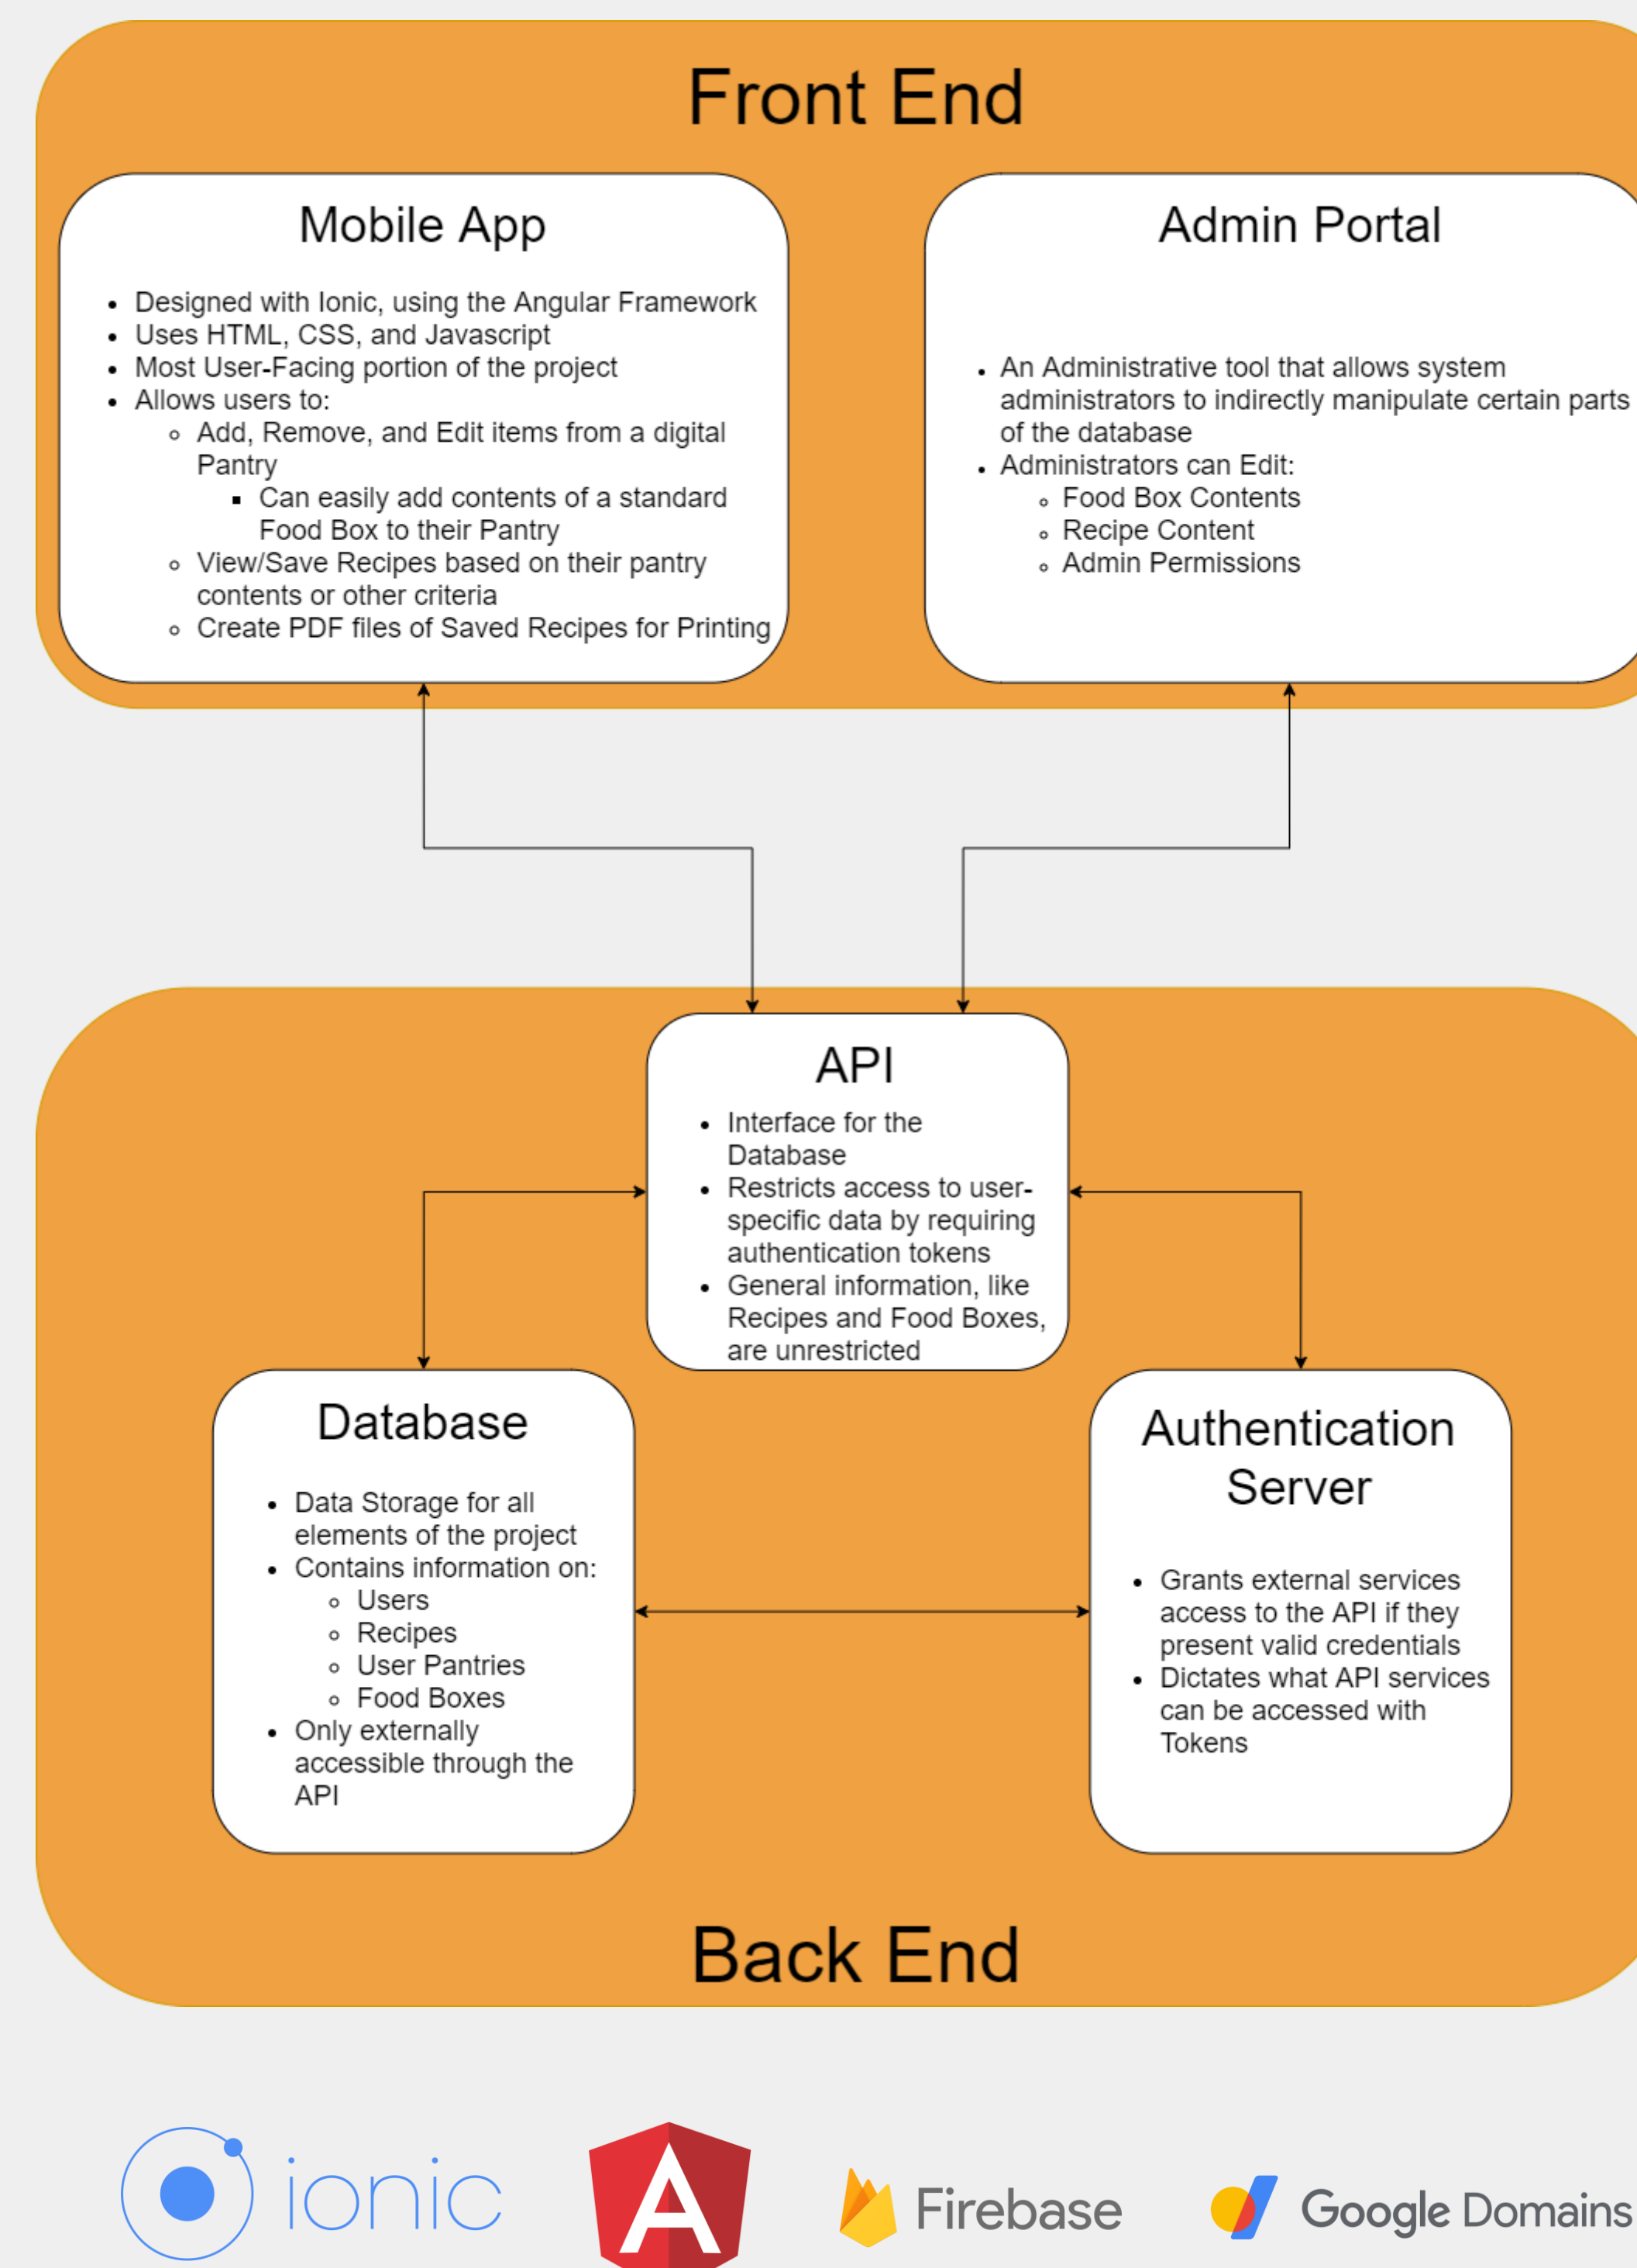 Front End
Mobile App
Designed with Ionic, using the Angular Framework
Uses HTML, CSS, and Javascript
Most User-Facing portion of the project
Allows users to:
Add, Remove, and Edit items from a digital
Pantry
Can easily add contents of a standard
Food Box to their Pantry
View/Save Recipes based on their pantry
contents or other criteria
Create PDF files of Saved Recipes for Printing
Admin Portal
An Administrative tool that allows system
administrators to indirectly manipulate certain parts
of the database
Administrators can Edit:
Food Box Contents
Recipe Content
Admin Permissions
API
Interface for the
Database
Restricts access to user-
specific data by requiring
authentication tokens
General information, like
Recipes and Food Boxes,
are unrestricted
Database
Data Storage for all
elements of the project
Contains information on:
Users
Recipes
User Pantries
Food Boxes
Only externally
accessible through the
API
Authentication
Server
Grants external services
access to the API if they
present valid credentials
Dictates what API services
can be accessed with
Tokens
Back End
ionic
A
Firebase
Google Domains